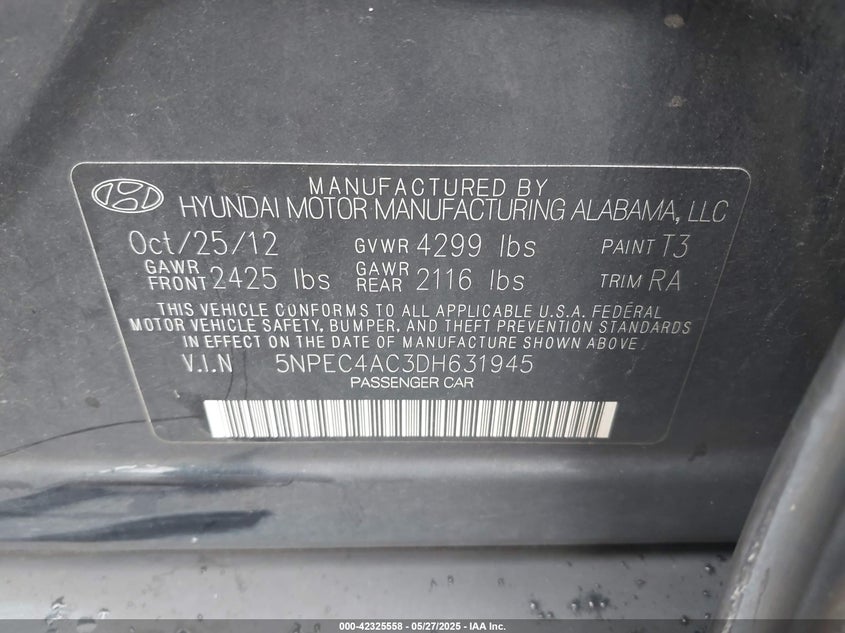 MANUFACTURED BY
HYUNDAI MOTOR MANUFACTURING ALABAMA, LLC
Oct/25/12 GVWR 4299 lbs PAINT T3
GAWR FRONT 2425 lbs GAWR REAR 2116 lbs TRIM RA
THIS VEHICLE CONFORMS TO ALL APPLICABLE U.S.A. FEDERAL
MOTOR VEHICLE SAFETY, BUMPER, AND THEFT PREVENTION STANDARDS
IN EFFECT ON THE DATE OF MANUFACTURE SHOWN ABOVE.
V.I.N 5NPEC4AC3DH631945
PASSENGER CAR
000-42325558 - 05/27/2025 - IAA Inc.